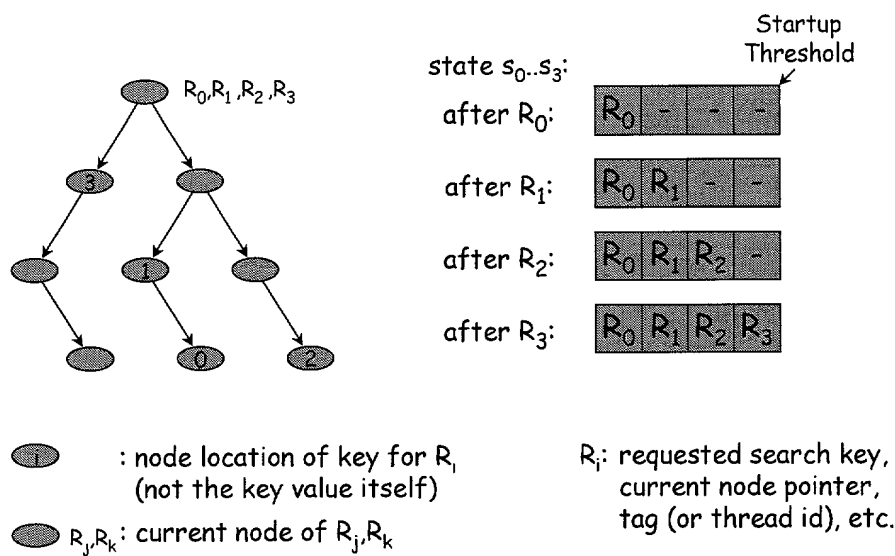 Startup
Threshold
state s₀..s₃:
R₀,R₁,R₂,R₃
after R₀: R₀ - - -
3
after R₁: R₀ R₁ - -
1
after R₂: R₀ R₁ R₂ -
0 2
after R₃: R₀ R₁ R₂ R₃
i : node location of key for Rᵢ
(not the key value itself)
Rⱼ,Rₖ: current node of Rⱼ,Rₖ
Rᵢ: requested search key,
current node pointer,
tag (or thread id), etc.